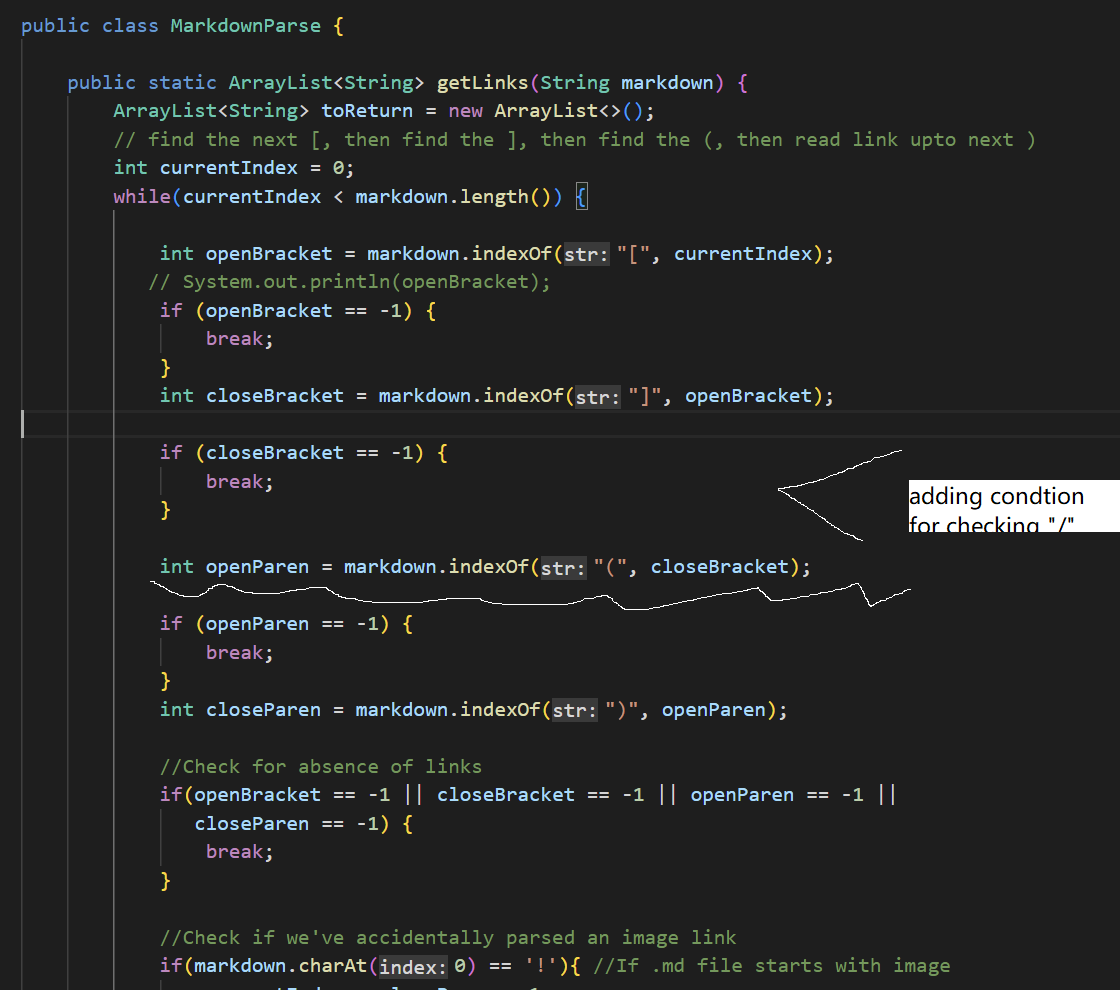 public class MarkdownParse {
public static ArrayList<String> getLinks(String markdown) {
ArrayList<String> toReturn = new ArrayList<>();
// find the next [, then find the ], then find the (, then read link upto next )
int currentIndex = 0;
while(currentIndex < markdown.length()) {
int openBracket = markdown.indexOf(str: "[", currentIndex);
// System.out.println(openBracket);
if (openBracket == -1) {
break;
}
int closeBracket = markdown.indexOf(str: "]", openBracket);
if (closeBracket == -1) {
break;
}
adding condtion
for checking "/"
int openParen = markdown.indexOf(str: "(", closeBracket);
if (openParen == -1) {
break;
}
int closeParen = markdown.indexOf(str: ")", openParen);
//Check for absence of links
if(openBracket == -1 || closeBracket == -1 || openParen == -1 ||
closeParen == -1) {
break;
}
//Check if we've accidentally parsed an image link
if(markdown.charAt(index: 0) == '!'){ //If .md file starts with image